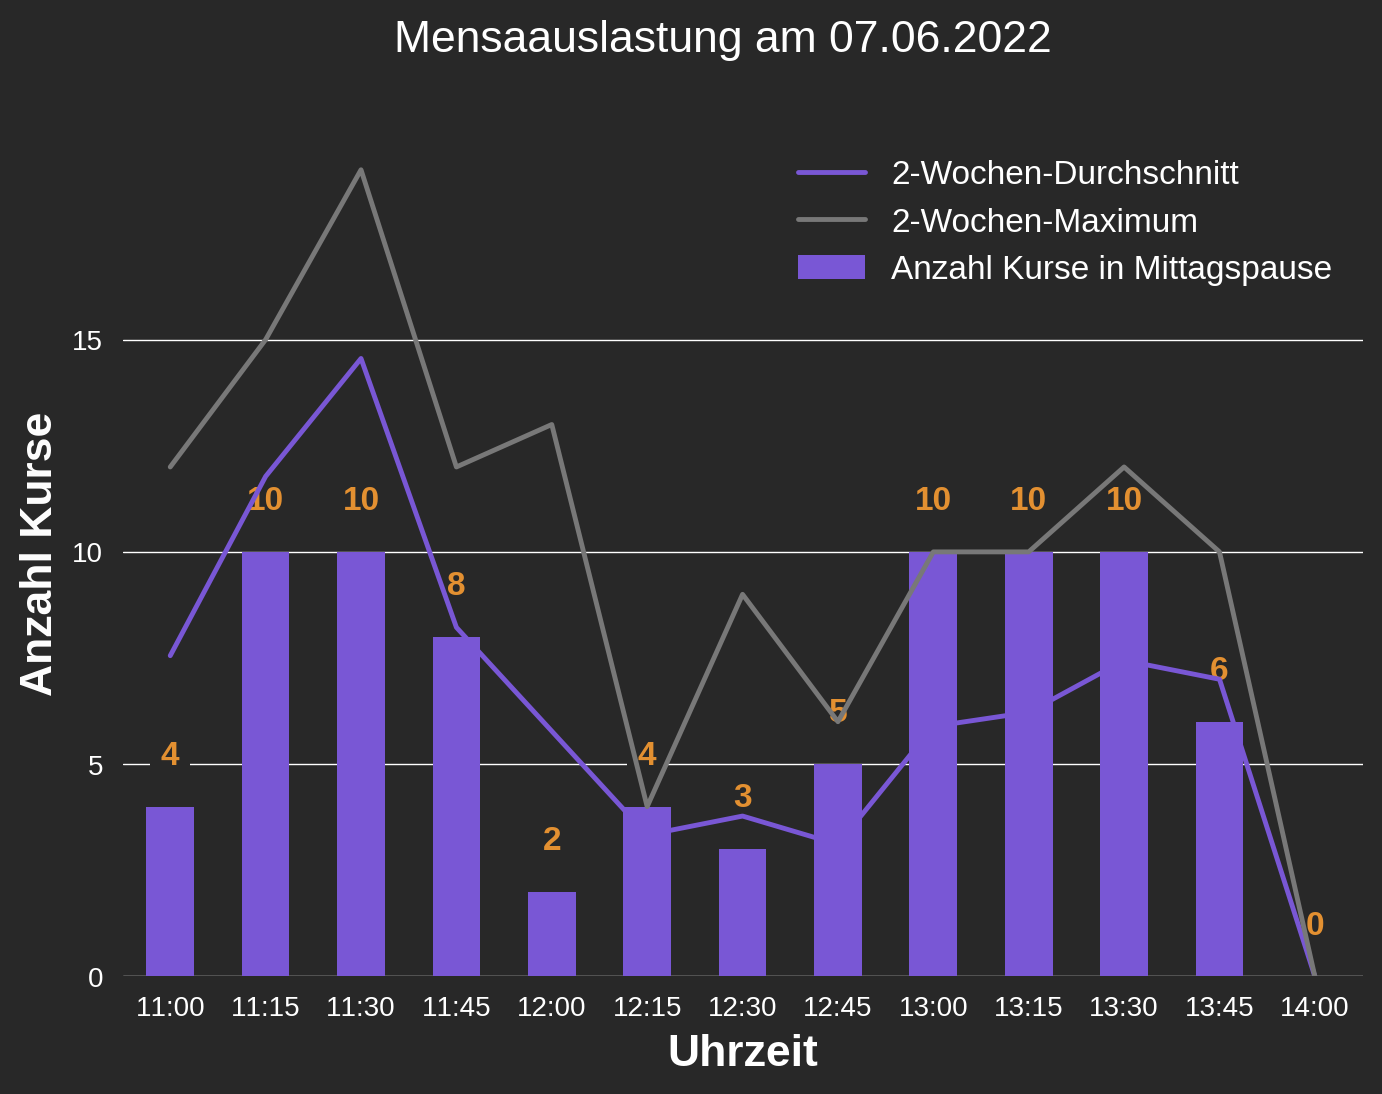 Mensaauslastung am 07.06.2022
2-Wochen-Durchschnitt
2-Wochen-Maximum
Anzahl Kurse in Mittagspause
Anzahl Kurse
15
10
5
0
4
10
10
8
2
4
3
5
10
10
10
6
0
11:00 11:15 11:30 11:45 12:00 12:15 12:30 12:45 13:00 13:15 13:30 13:45 14:00
Uhrzeit